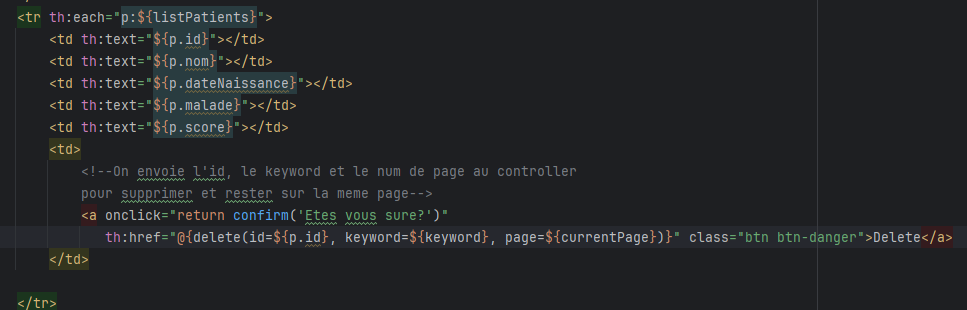 <tr th:each="p:${listPatients}">
<td th:text="${p.id}"></td>
<td th:text="${p.nom}"></td>
<td th:text="${p.dateNaissance}"></td>
<td th:text="${p.malade}"></td>
<td th:text="${p.score}"></td>
<td>
<!--On envoie l'id, le keyword et le num de page au controller
pour supprimer et rester sur la meme page-->
<a onclick="return confirm('Etes vous sure?')"
th:href="@{delete(id=${p.id}, keyword=${keyword}, page=${currentPage})}" class="btn btn-danger">Delete</a>
</td>
</tr>